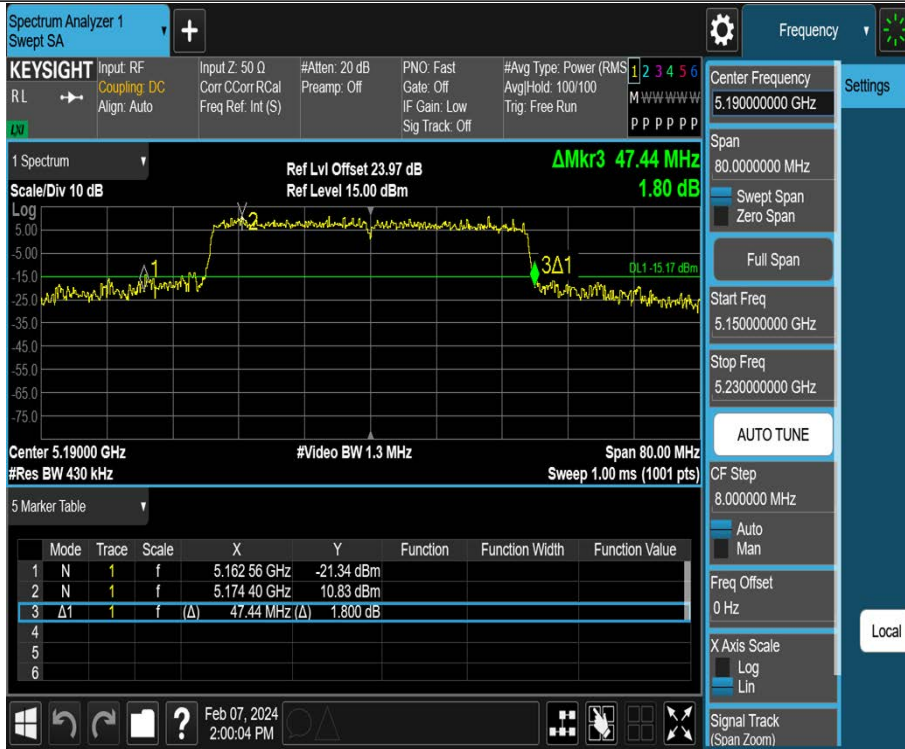 Spectrum Analyzer 1
Swept SA
+
Frequency
KEYSIGHT
RL
LXI
Input: RF
Coupling: DC
Align: Auto
Input Z: 50 Ω
Corr CCorr RCal
Freq Ref: Int (S)
#Atten: 20 dB
Preamp: Off
PNO: Fast
Gate: Off
IF Gain: Low
Sig Track: Off
#Avg Type: Power (RMS
Avg|Hold: 100/100
Trig: Free Run
1 2 3 4 5 6
M W W W W W
P P P P P P
Center Frequency
5.190000000 GHz
Settings
Span
80.0000000 MHz
Swept Span
Zero Span
Full Span
Start Freq
5.150000000 GHz
Stop Freq
5.230000000 GHz
AUTO TUNE
CF Step
8.000000 MHz
Auto
Man
Freq Offset
0 Hz
X Axis Scale
Log
Lin
Local
Signal Track
(Span Zoom)
1 Spectrum
Scale/Div 10 dB
Ref Lvl Offset 23.97 dB
Ref Level 15.00 dBm
ΔMkr3 47.44 MHz
1.80 dB
Log
5.00
-5.00
-15.0
-25.0
-35.0
-45.0
-55.0
-65.0
-75.0
1
2
3Δ1
DL1 -15.17 dBm
Center 5.19000 GHz
#Video BW 1.3 MHz
Span 80.00 MHz
#Res BW 430 kHz
Sweep 1.00 ms (1001 pts)
5 Marker Table
Mode Trace Scale X Y Function Function Width Function Value
1 N 1 f 5.162 56 GHz -21.34 dBm
2 N 1 f 5.174 40 GHz 10.83 dBm
3 Δ1 1 f (Δ) 47.44 MHz (Δ) 1.800 dB
4
5
6
?
Feb 07, 2024
2:00:04 PM